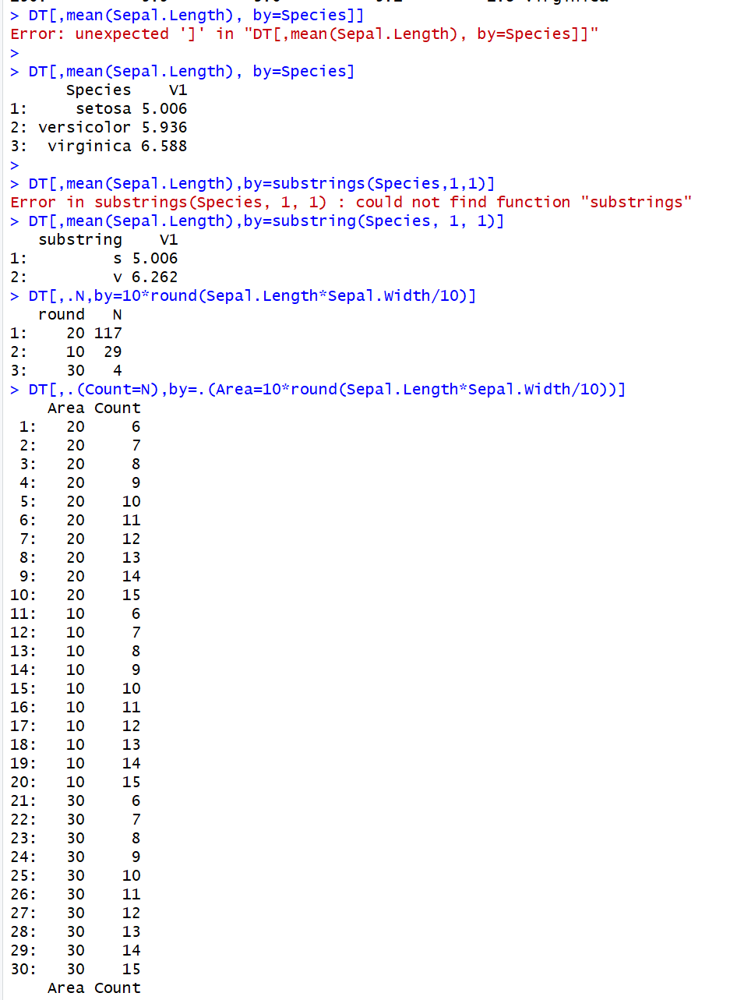 > DT[,mean(Sepal.Length), by=Species]]
Error: unexpected ']' in "DT[,mean(Sepal.Length), by=Species]]"
>
> DT[,mean(Sepal.Length), by=Species]
Species V1
1: setosa 5.006
2: versicolor 5.936
3: virginica 6.588
>
> DT[,mean(Sepal.Length),by=substrings(Species,1,1)]
Error in substrings(Species, 1, 1) : could not find function "substrings"
> DT[,mean(Sepal.Length),by=substring(Species, 1, 1)]
substring V1
1: s 5.006
2: v 6.262
> DT[,.N,by=10*round(Sepal.Length*Sepal.Width/10)]
round N
1: 20 117
2: 10 29
3: 30 4
> DT[,.(Count=N),by=.(Area=10*round(Sepal.Length*Sepal.Width/10))]
Area Count
1: 20 6
2: 20 7
3: 20 8
4: 20 9
5: 20 10
6: 20 11
7: 20 12
8: 20 13
9: 20 14
10: 20 15
11: 10 6
12: 10 7
13: 10 8
14: 10 9
15: 10 10
16: 10 11
17: 10 12
18: 10 13
19: 10 14
20: 10 15
21: 30 6
22: 30 7
23: 30 8
24: 30 9
25: 30 10
26: 30 11
27: 30 12
28: 30 13
29: 30 14
30: 30 15
Area Count